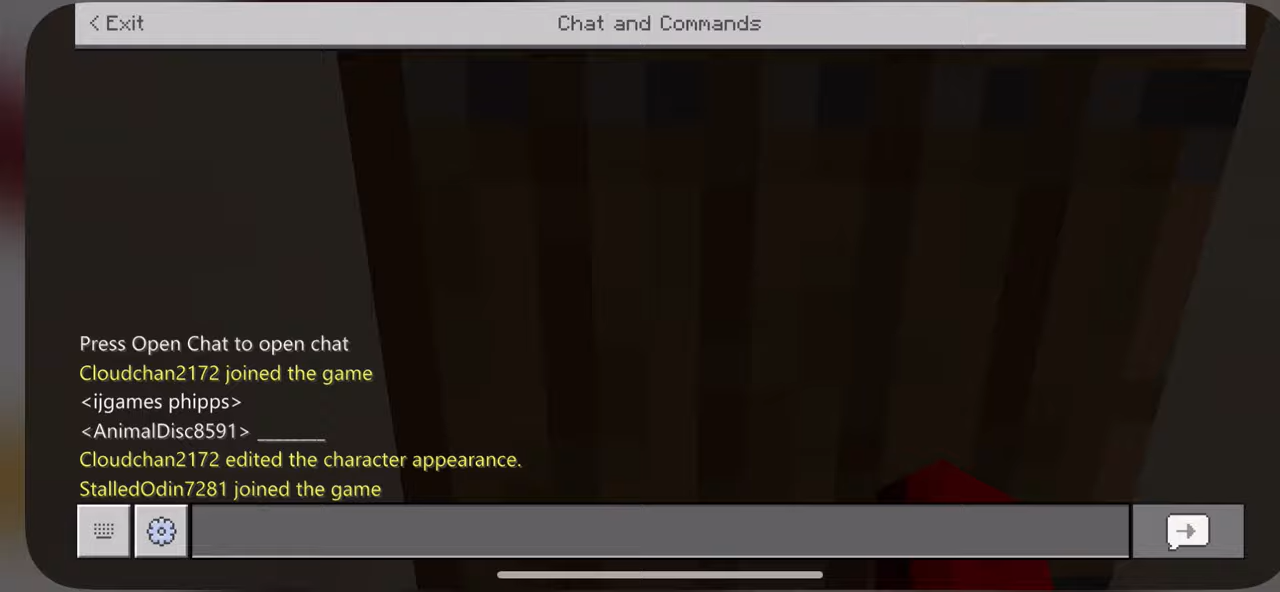 < Exit
Chat and Commands
Press Open Chat to open chat
Cloudchan2172 joined the game
<ijgames phipps>
<AnimalDisc8591> _______
Cloudchan2172 edited the character appearance.
StalledOdin7281 joined the game